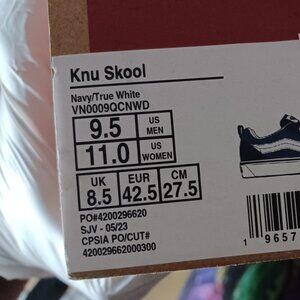 Knu Skool
Navy/True White
VN0009QCNWD
9.5 US MEN
11.0 US WOMEN
UK EUR CM
8.5 42.5 27.5
PO#4200296620
SJV - 05/23
CPSIA PO/CUT#
420029662000300
1 9657